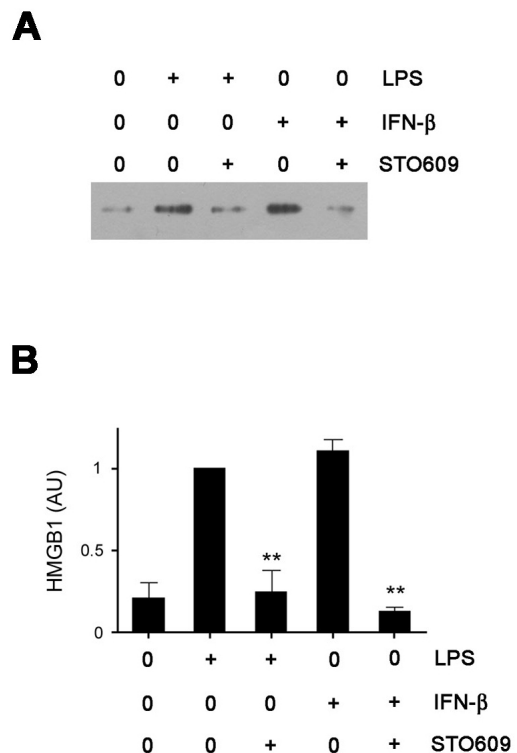 A
0 + + 0 0 LPS
0 0 0 + + IFN-β
0 0 + 0 + STO609
B
HMGB1 (AU)
1
0.5
0
** **
0 + + 0 0 LPS
0 0 0 + + IFN-β
0 0 + 0 + STO609